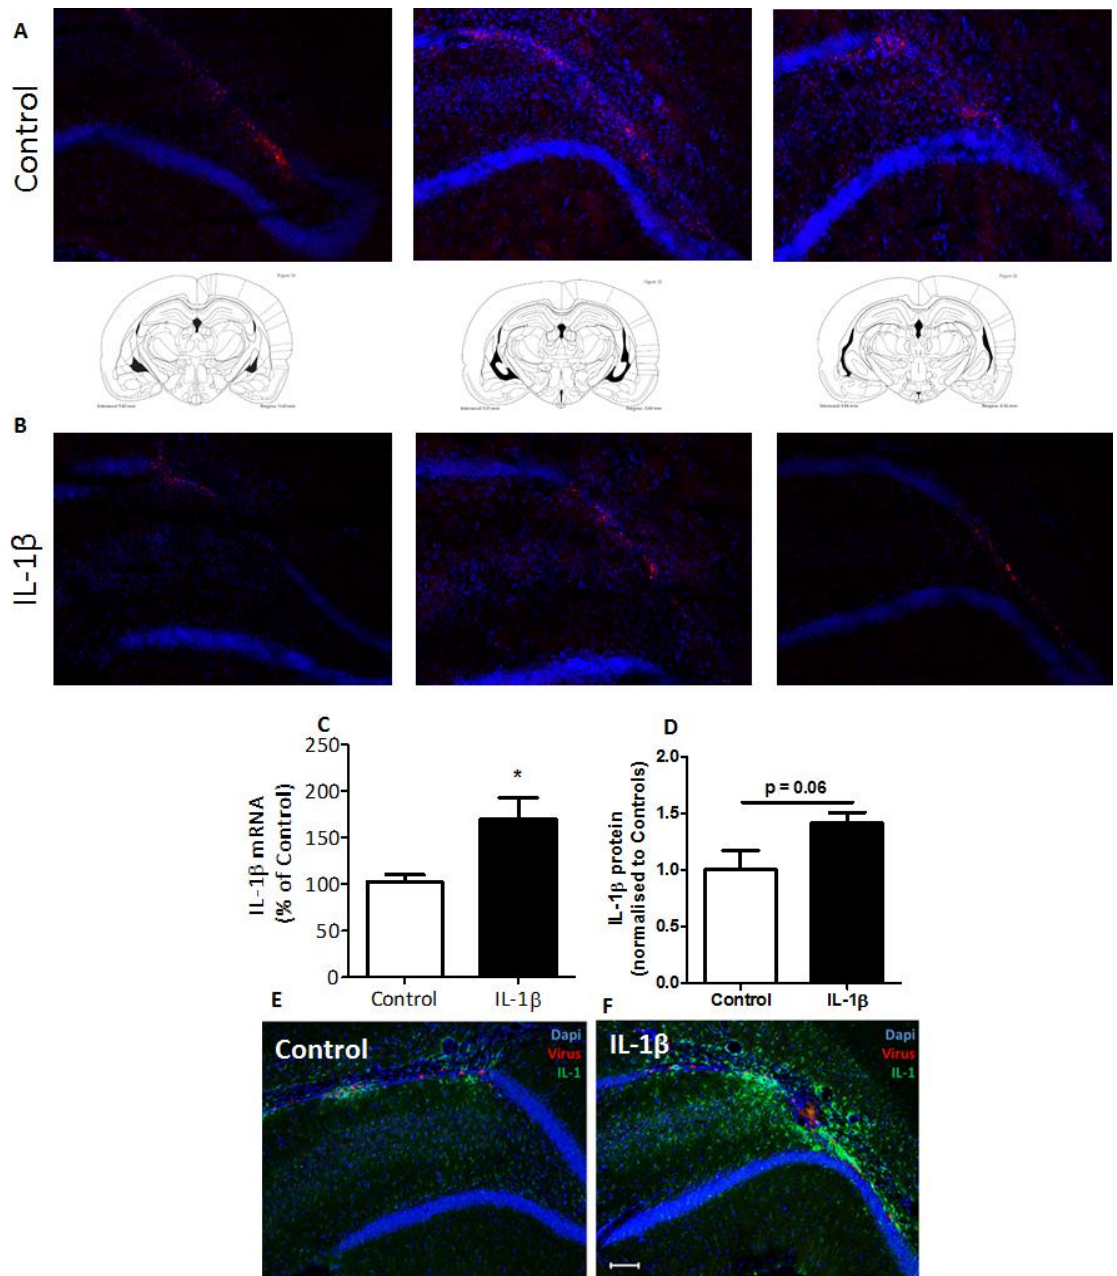 A
Control
B
IL-1β
C
250
200
150
100
50
0
IL-1β mRNA
(% of Control)
*
Control
IL-1β
D
2.0
1.5
1.0
0.5
0.0
IL-1β protein
(normalised to Controls)
p = 0.06
Control
IL-1β
E
Control
Dapi
Virus
IL-1
F
IL-1β
Dapi
Virus
IL-1